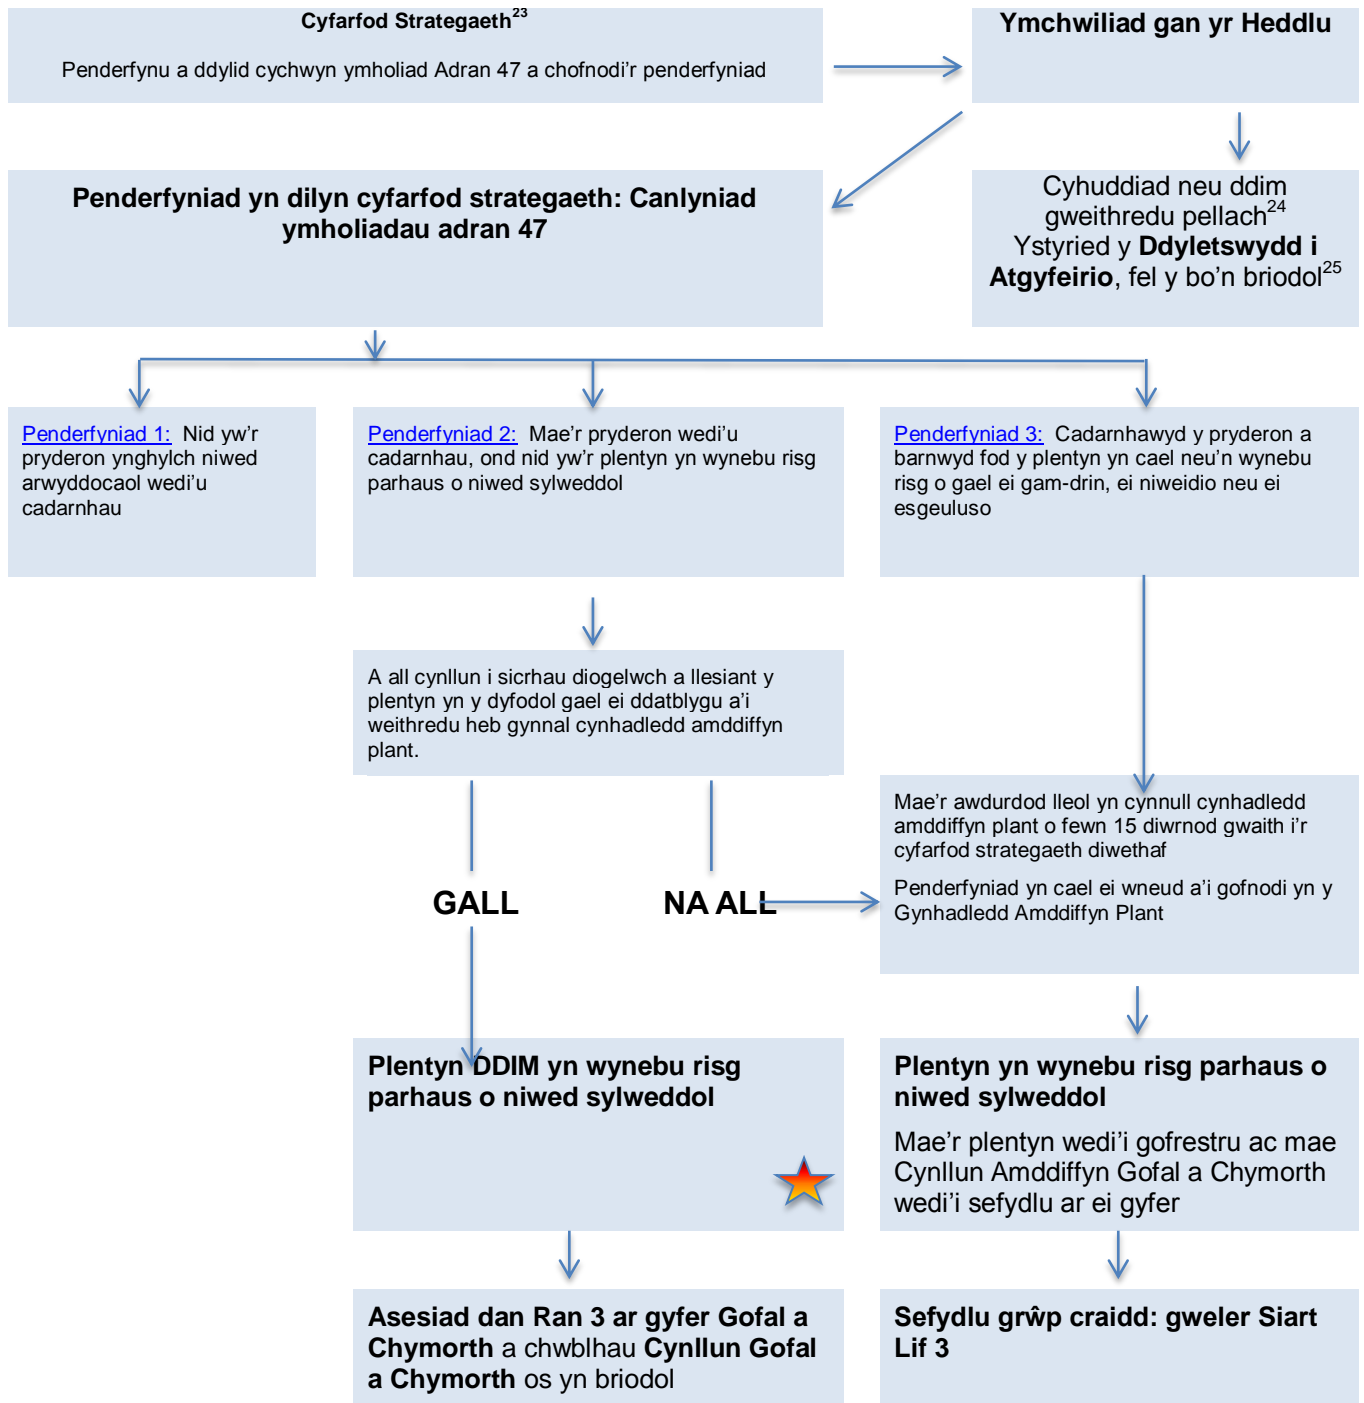 Cyfarfod Strategaeth23
Penderfynu a ddylid cychwyn ymholiad Adran 47 a chofnodi'r penderfyniad
Ymchwiliad gan yr Heddlu
Penderfyniad yn dilyn cyfarfod strategaeth: Canlyniad
ymholiadau adran 47
Cyhuddiad neu ddim
gweithredu pellach24
Ystyried y Ddyletswydd i
Atgyfeirio, fel y bo'n briodol25
Penderfyniad 1: Nid yw'r
pryderon ynghylch niwed
arwyddocaol wedi'u
cadarnhau
Penderfyniad 2: Mae'r pryderon wedi'u
cadarnhau, ond nid yw'r plentyn yn wynebu risg
parhaus o niwed sylweddol
Penderfyniad 3: Cadarnhawyd y pryderon a
barnwyd fod y plentyn yn cael neu'n wynebu
risg o gael ei gam-drin, ei niweidio neu ei
esgeuluso
A all cynllun i sicrhau diogelwch a llesiant y
plentyn yn y dyfodol gael ei ddatblygu a'i
weithredu heb gynnal cynhadledd amddiffyn
plant.
Mae'r awdurdod lleol yn cynnull cynhadledd
amddiffyn plant o fewn 15 diwrnod gwaith i'r
cyfarfod strategaeth diwethaf
Penderfyniad yn cael ei wneud a'i gofnodi yn y
Gynhadledd Amddiffyn Plant
GALL
NA ALL
Plentyn DDIM yn wynebu risg
parhaus o niwed sylweddol
Plentyn yn wynebu risg parhaus o
niwed sylweddol
Mae'r plentyn wedi'i gofrestru ac mae
Cynllun Amddiffyn Gofal a Chymorth
wedi'i sefydlu ar ei gyfer
Asesiad dan Ran 3 ar gyfer Gofal a
Chymorth a chwblhau Cynllun Gofal
a Chymorth os yn briodol
Sefydlu grŵp craidd: gweler Siart
Lif 3